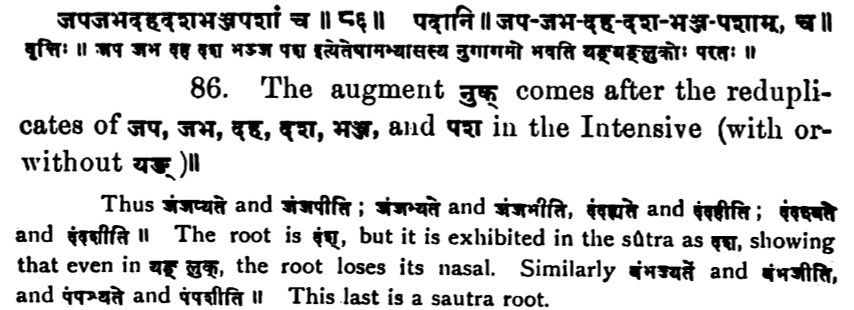 जपजभदहदशभञ्जपशां च ॥ ८६ ॥ पदानि ॥ जप-जभ-दह-दश-भञ्ज-पशाम्, च ॥
वृत्तिः ॥ जप जभ दह दश भञ्ज पश इत्येतेषामभ्यासस्य नुगागमो भवति यङ्यङ्लुकोः परतः ॥
86. The augment नुक् comes after the redupli-
cates of जप, जभ, दह, दश, भञ्ज, and पश in the Intensive (with or-
without यङ् )॥
Thus जंजप्यते and जंजपीति ; जंजभ्यते and जंजभीति, दंदह्यते and दंदहीति ; दंदश्यते
and दंदशीति ॥ The root is दंश्, but it is exhibited in the sûtra as दश, showing
that even in यङ् लुक्, the root loses its nasal. Similarly बंभज्यते and बंभजीति,
and पंपश्यते and पंपशीति ॥ This last is a sautra root.